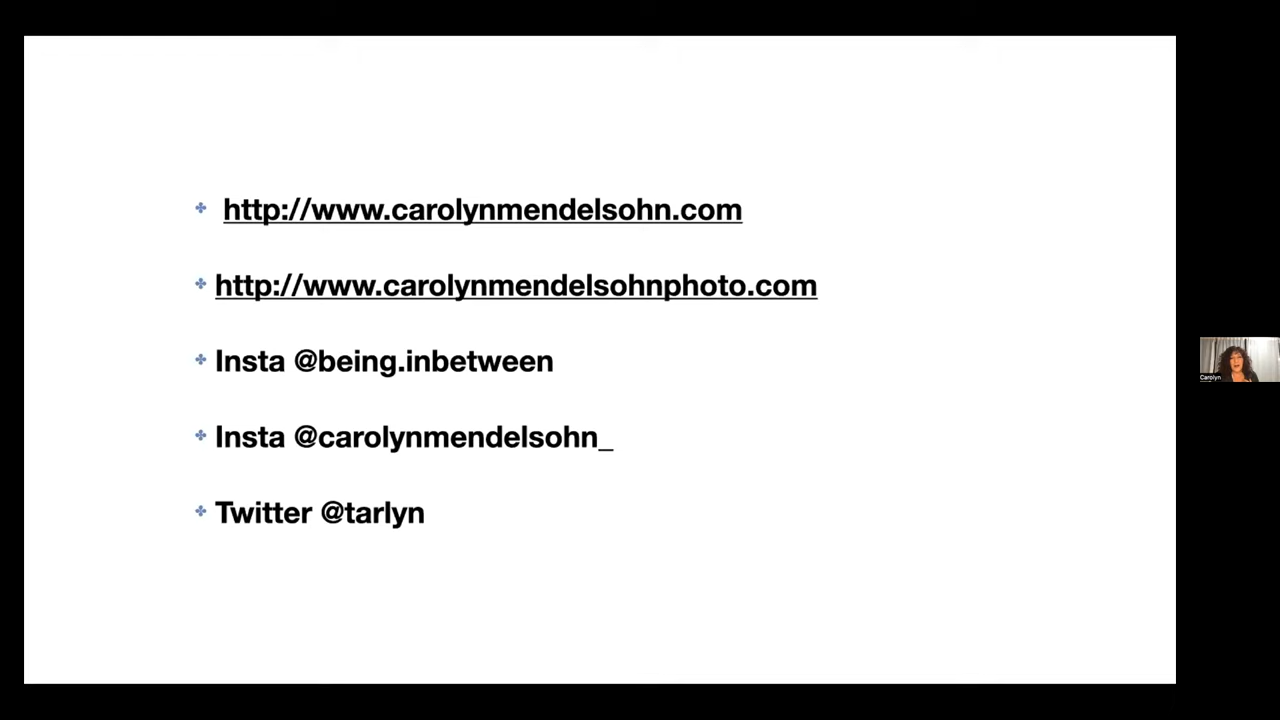 http://www.carolynmendelsohn.com
http://www.carolynmendelsohnphoto.com
Insta @being.inbetween
Insta @carolynmendelsohn_
Twitter @tarlyn
Carolyn